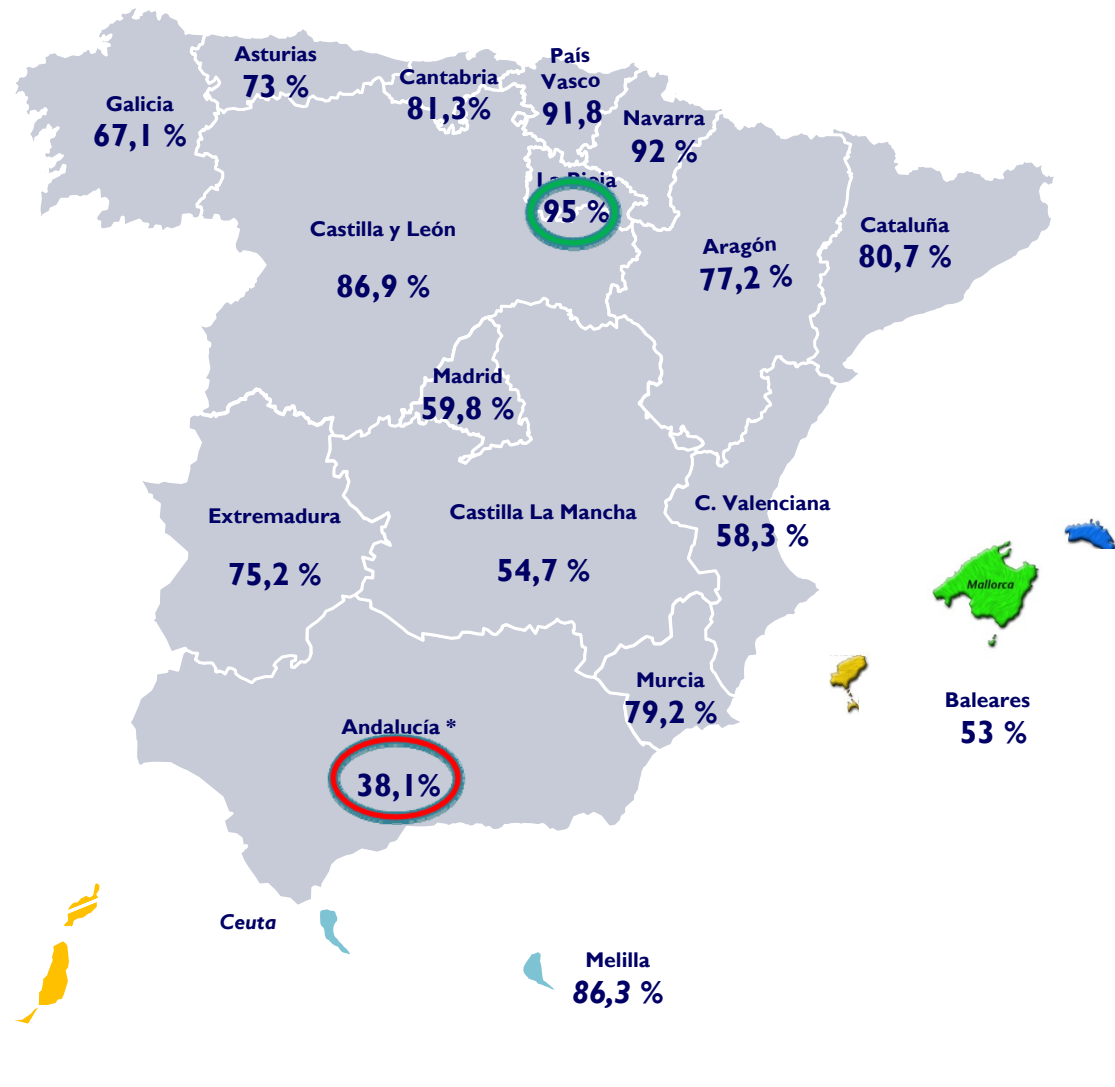 Asturias
73 %
País
Vasco
91,8
Cantabria
81,3%
Galicia
67,1 %
Navarra
92 %
La Rioja
95 %
Castilla y León
86,9 %
Aragón
77,2 %
Cataluña
80,7 %
Madrid
59,8 %
Extremadura
75,2 %
Castilla La Mancha
54,7 %
C. Valenciana
58,3 %
Mallorca
Baleares
53 %
Murcia
79,2 %
Andalucía *
38,1%
Ceuta
Melilla
86,3 %